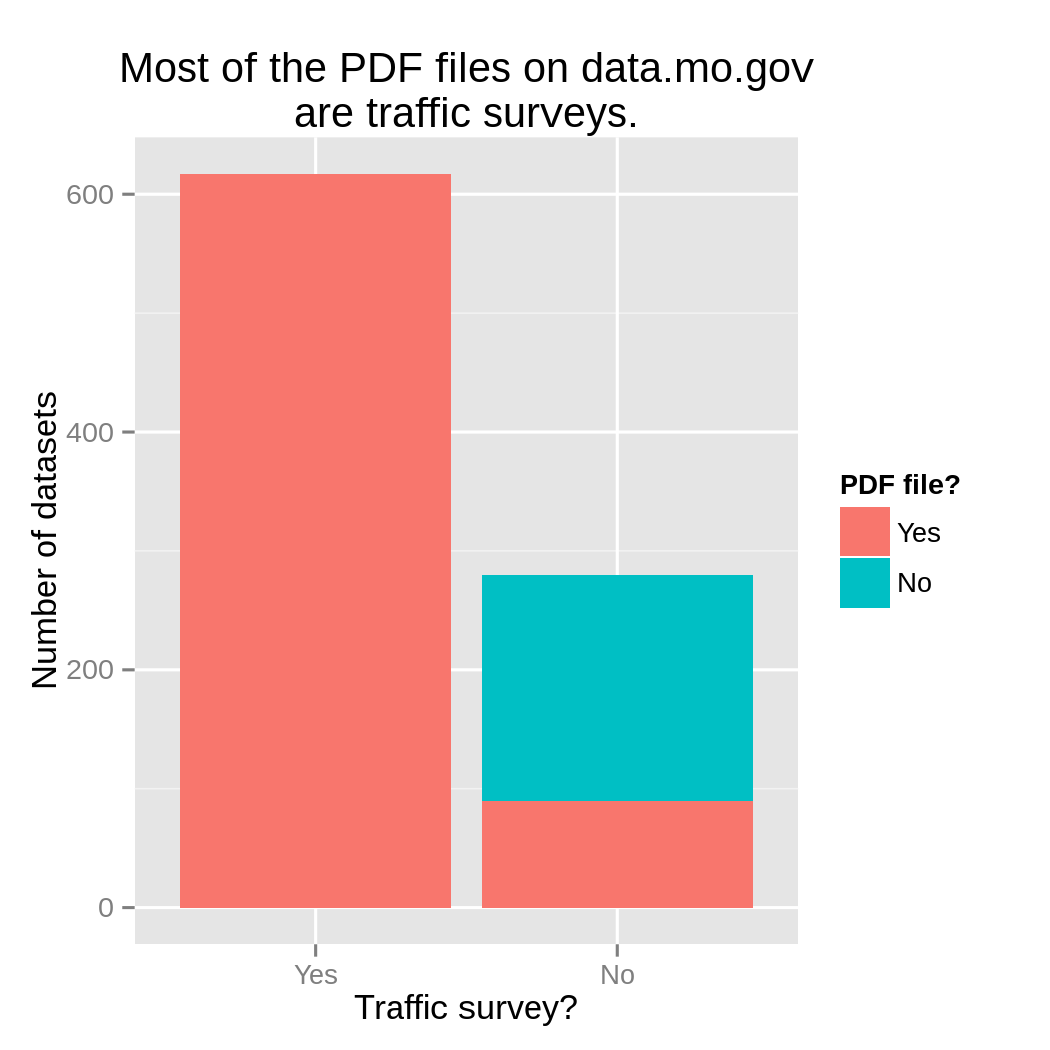 Most of the PDF files on data.mo.gov
are traffic surveys.
600
400
200
0
Number of datasets
Yes
No
Traffic survey?
PDF file?
Yes
No